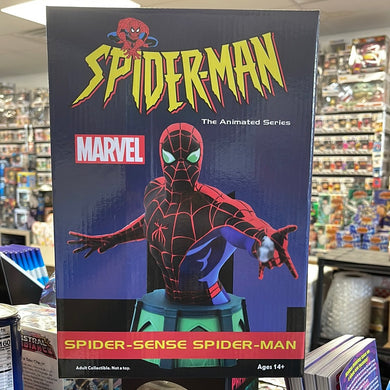 SPIDER-MAN
The Animated Series
MARVEL
SPIDER-SENSE SPIDER-MAN
Adult Collectible. Not a toy.
Ages 14+